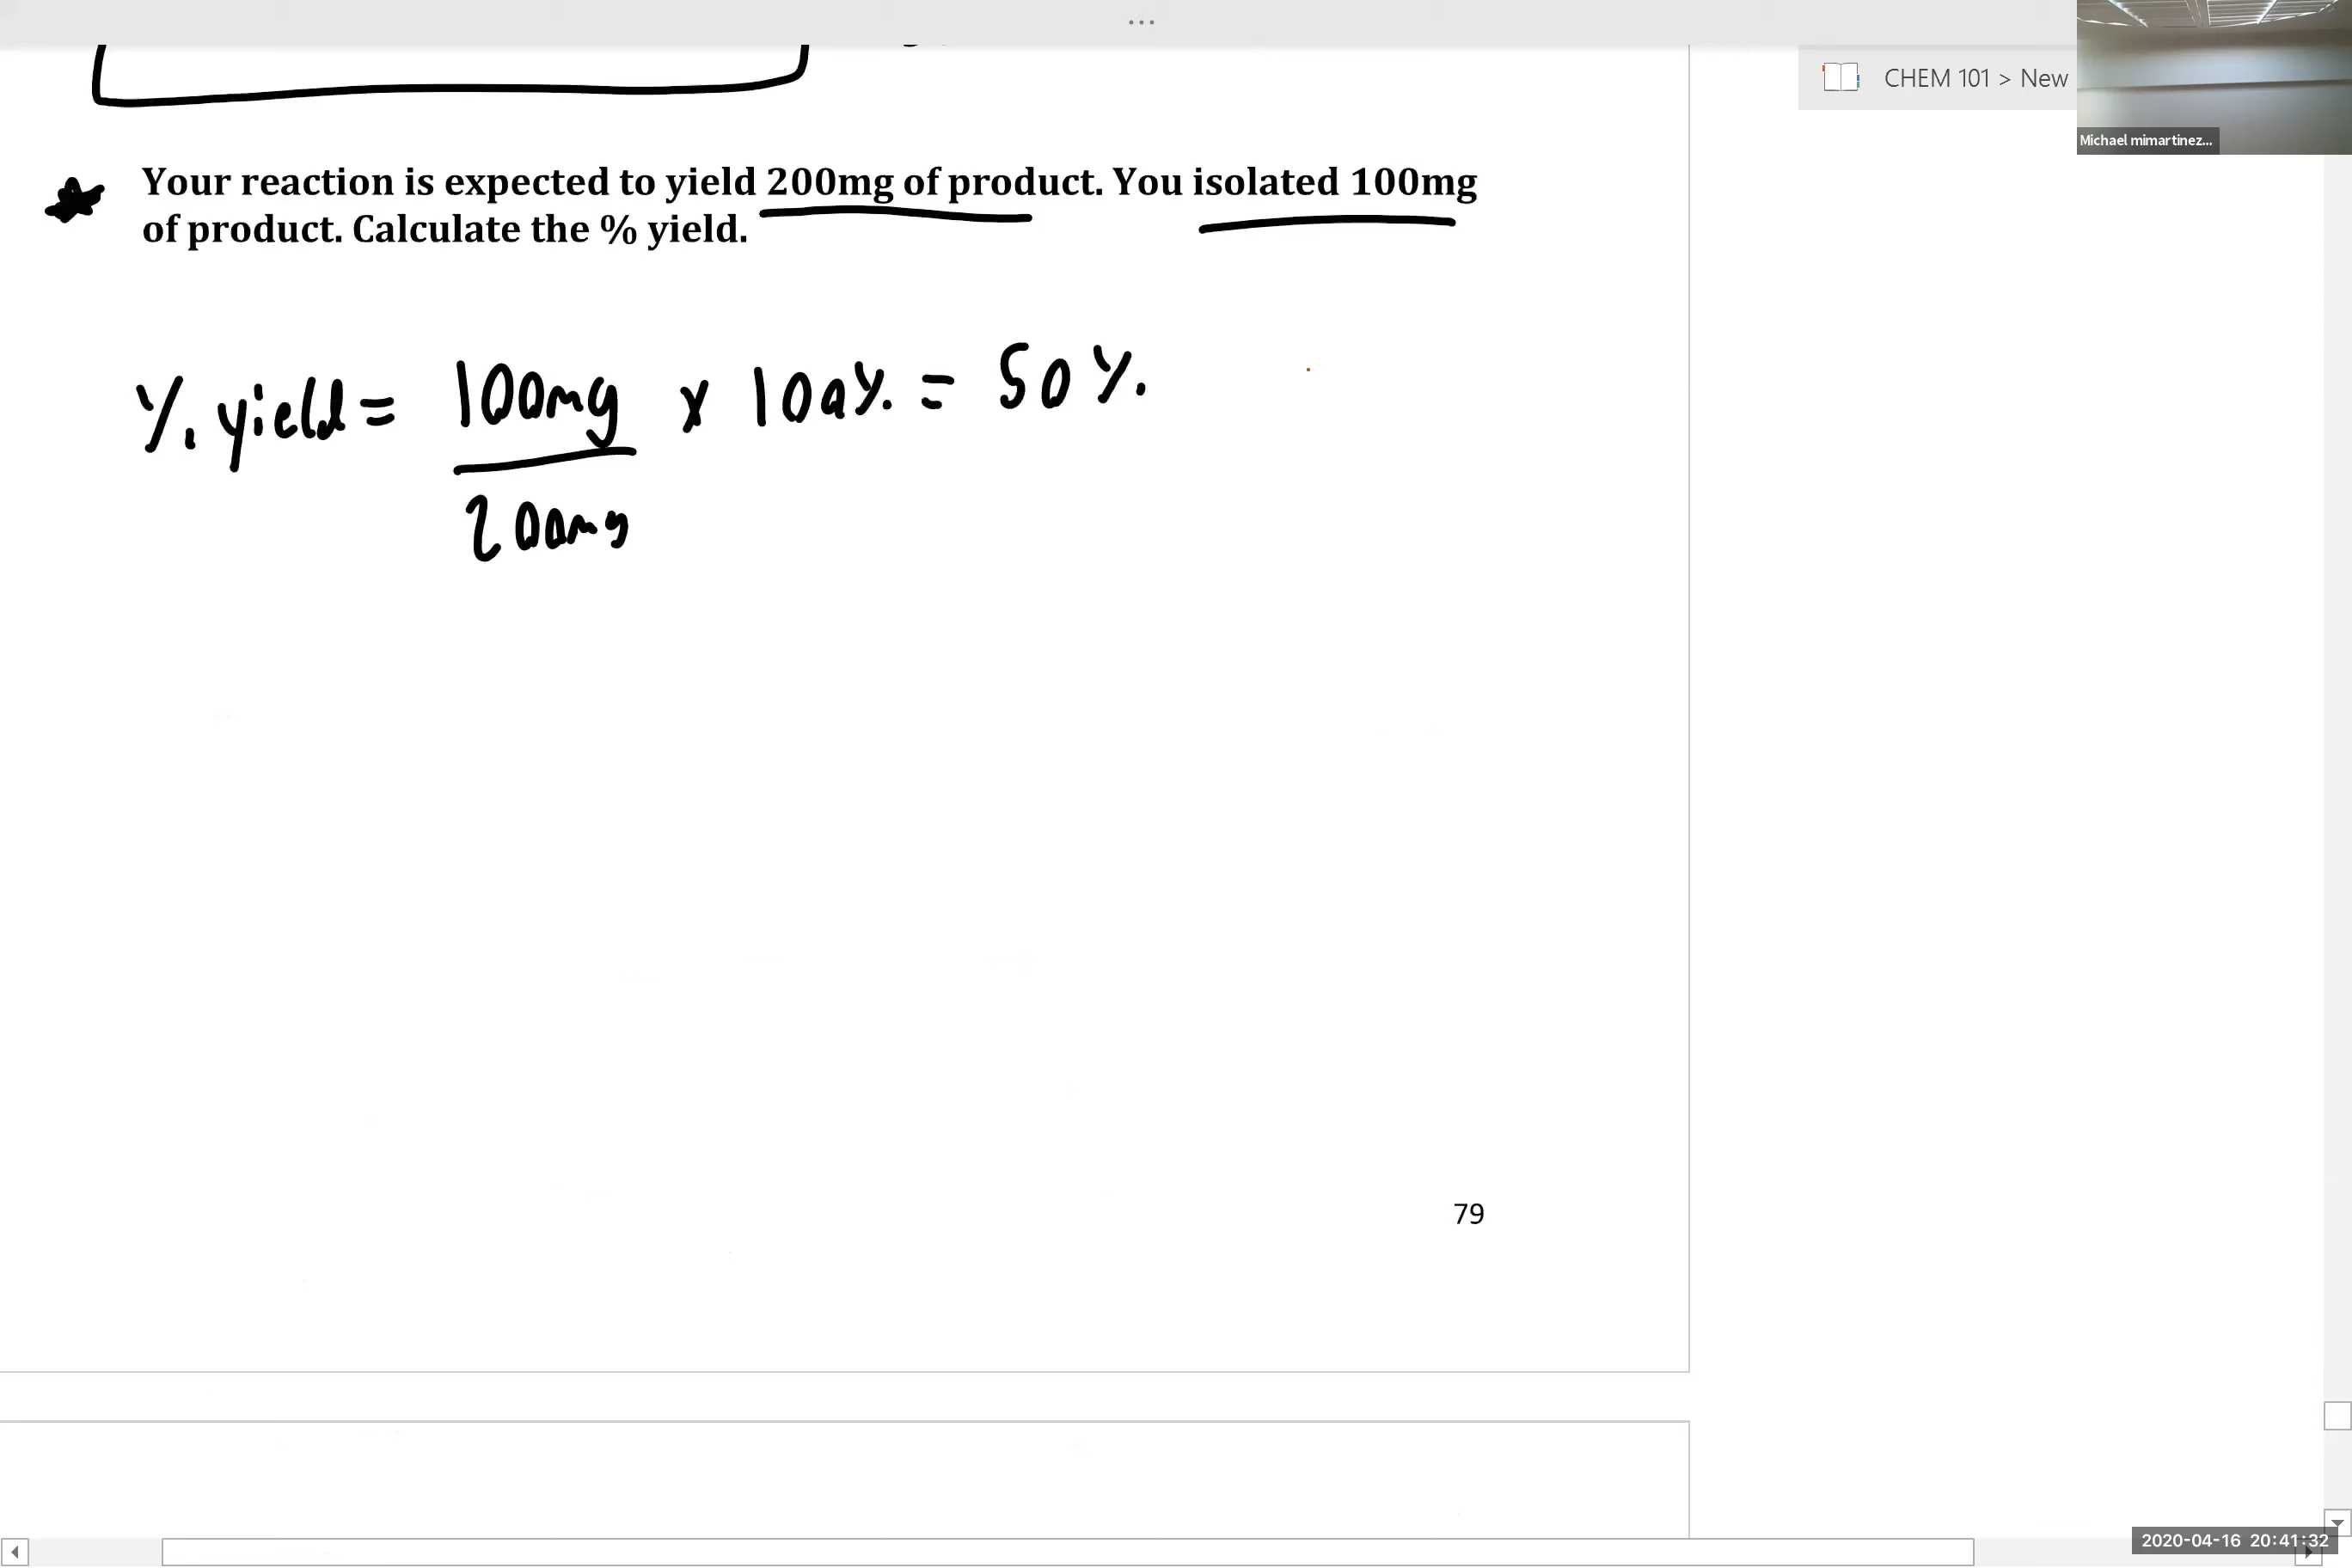 ...
CHEM 101 > New
Michael mimartinez...
Your reaction is expected to yield 200mg of product. You isolated 100mg
of product. Calculate the % yield.
% yield = 100mg x 100% = 50%
200mg
79
2020-04-16 20:41:32